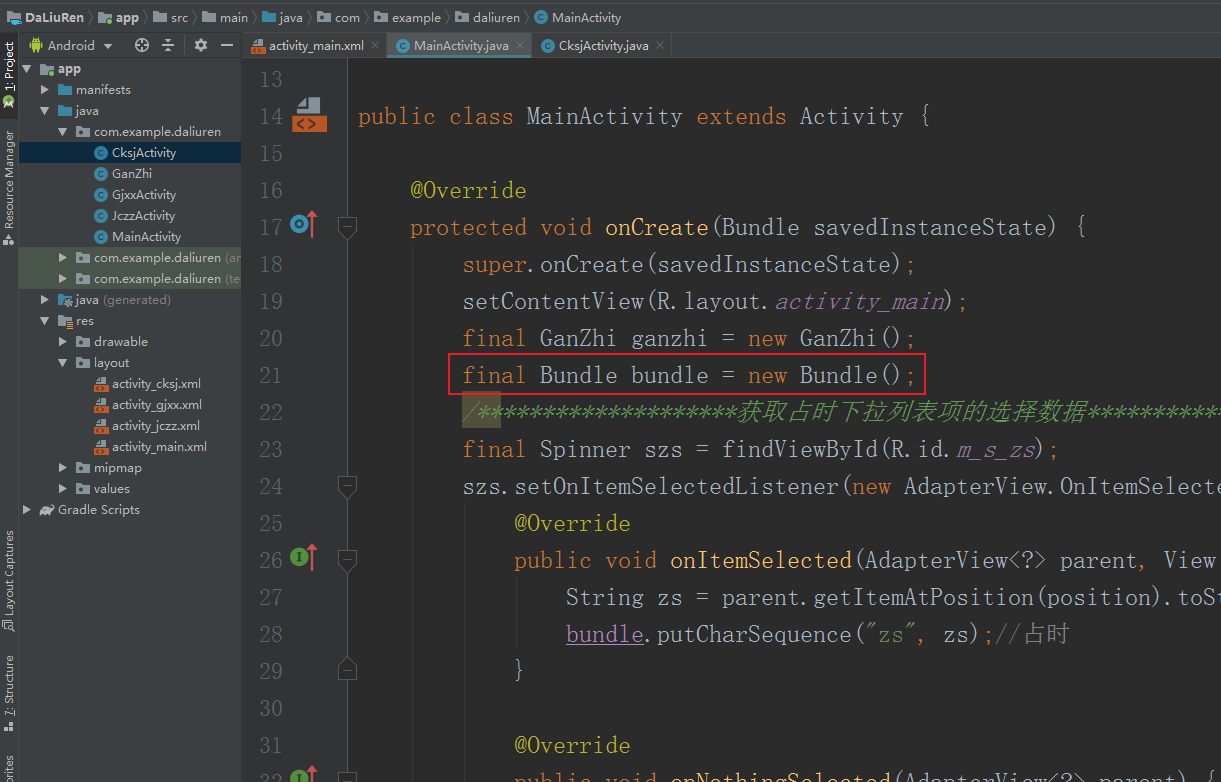 DaLiuRen app src main java com example daliuren MainActivity
Android
activity_main.xml MainActivity.java CksjActivity.java
1: Project
Resource Manager
Layout Captures
7: Structure
app
manifests
java
com.example.daliuren
CksjActivity
GanZhi
GjxxActivity
JczzActivity
MainActivity
com.example.daliuren (an
com.example.daliuren (te
java (generated)
res
drawable
layout
activity_cksj.xml
activity_gjxx.xml
activity_jczz.xml
activity_main.xml
mipmap
values
Gradle Scripts
13
14 public class MainActivity extends Activity {
15
16 @Override
17 protected void onCreate(Bundle savedInstanceState) {
18 super.onCreate(savedInstanceState);
19 setContentView(R.layout.activity_main);
20 final GanZhi ganzhi = new GanZhi();
21 final Bundle bundle = new Bundle();
22 /********************获取占时下拉列表项的选择数据***********
23 final Spinner szs = findViewById(R.id.m_s_zs);
24 szs.setOnItemSelectedListener(new AdapterView.OnItemSelecte
25 @Override
26 public void onItemSelected(AdapterView<?> parent, View
27 String zs = parent.getItemAtPosition(position).toSt
28 bundle.putCharSequence("zs", zs);//占时
29 }
30
31 @Override
32 public void onNothingSelected(AdapterView<?> parent) {